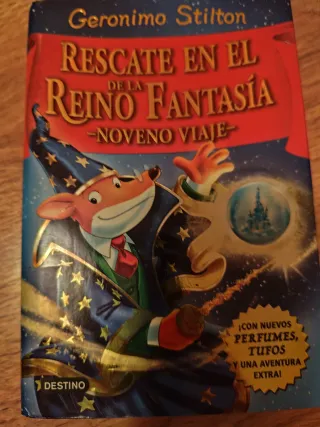 Geronimo Stilton
RESCATE EN EL
REINO DE LA FANTASÍA
-NOVENO VIAJE-
¡CON NUEVOS
PERFUMES,
TUFOS
Y UNA AVENTURA
EXTRA!
DESTINO